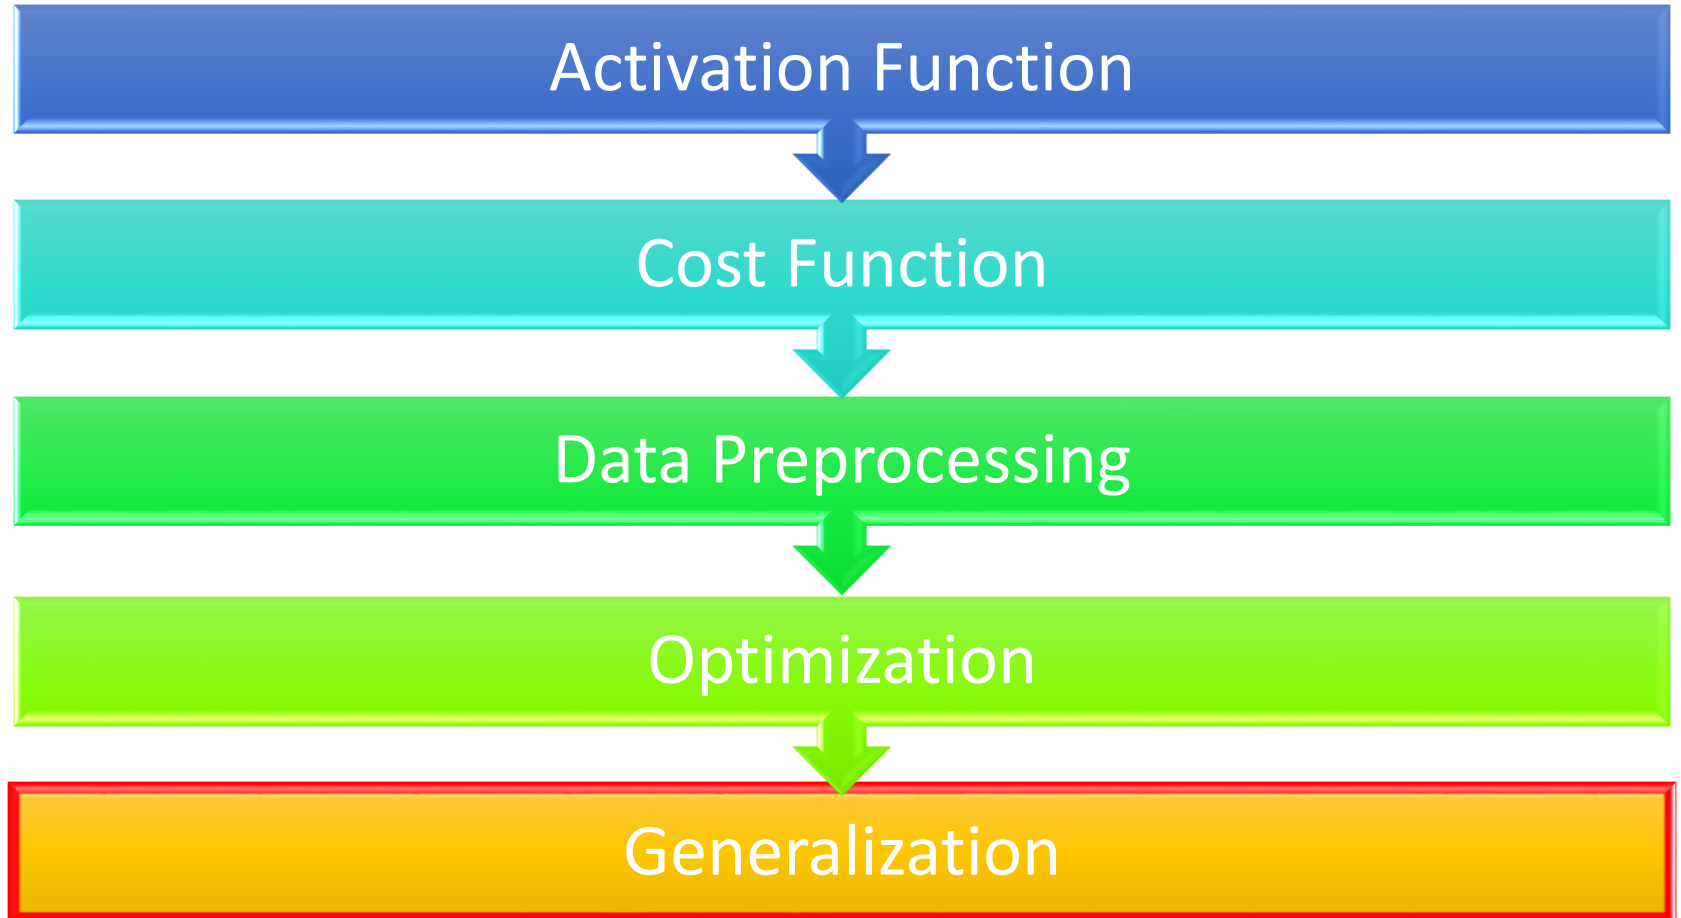 Activation Function
Cost Function
Data Preprocessing
Optimization
Generalization